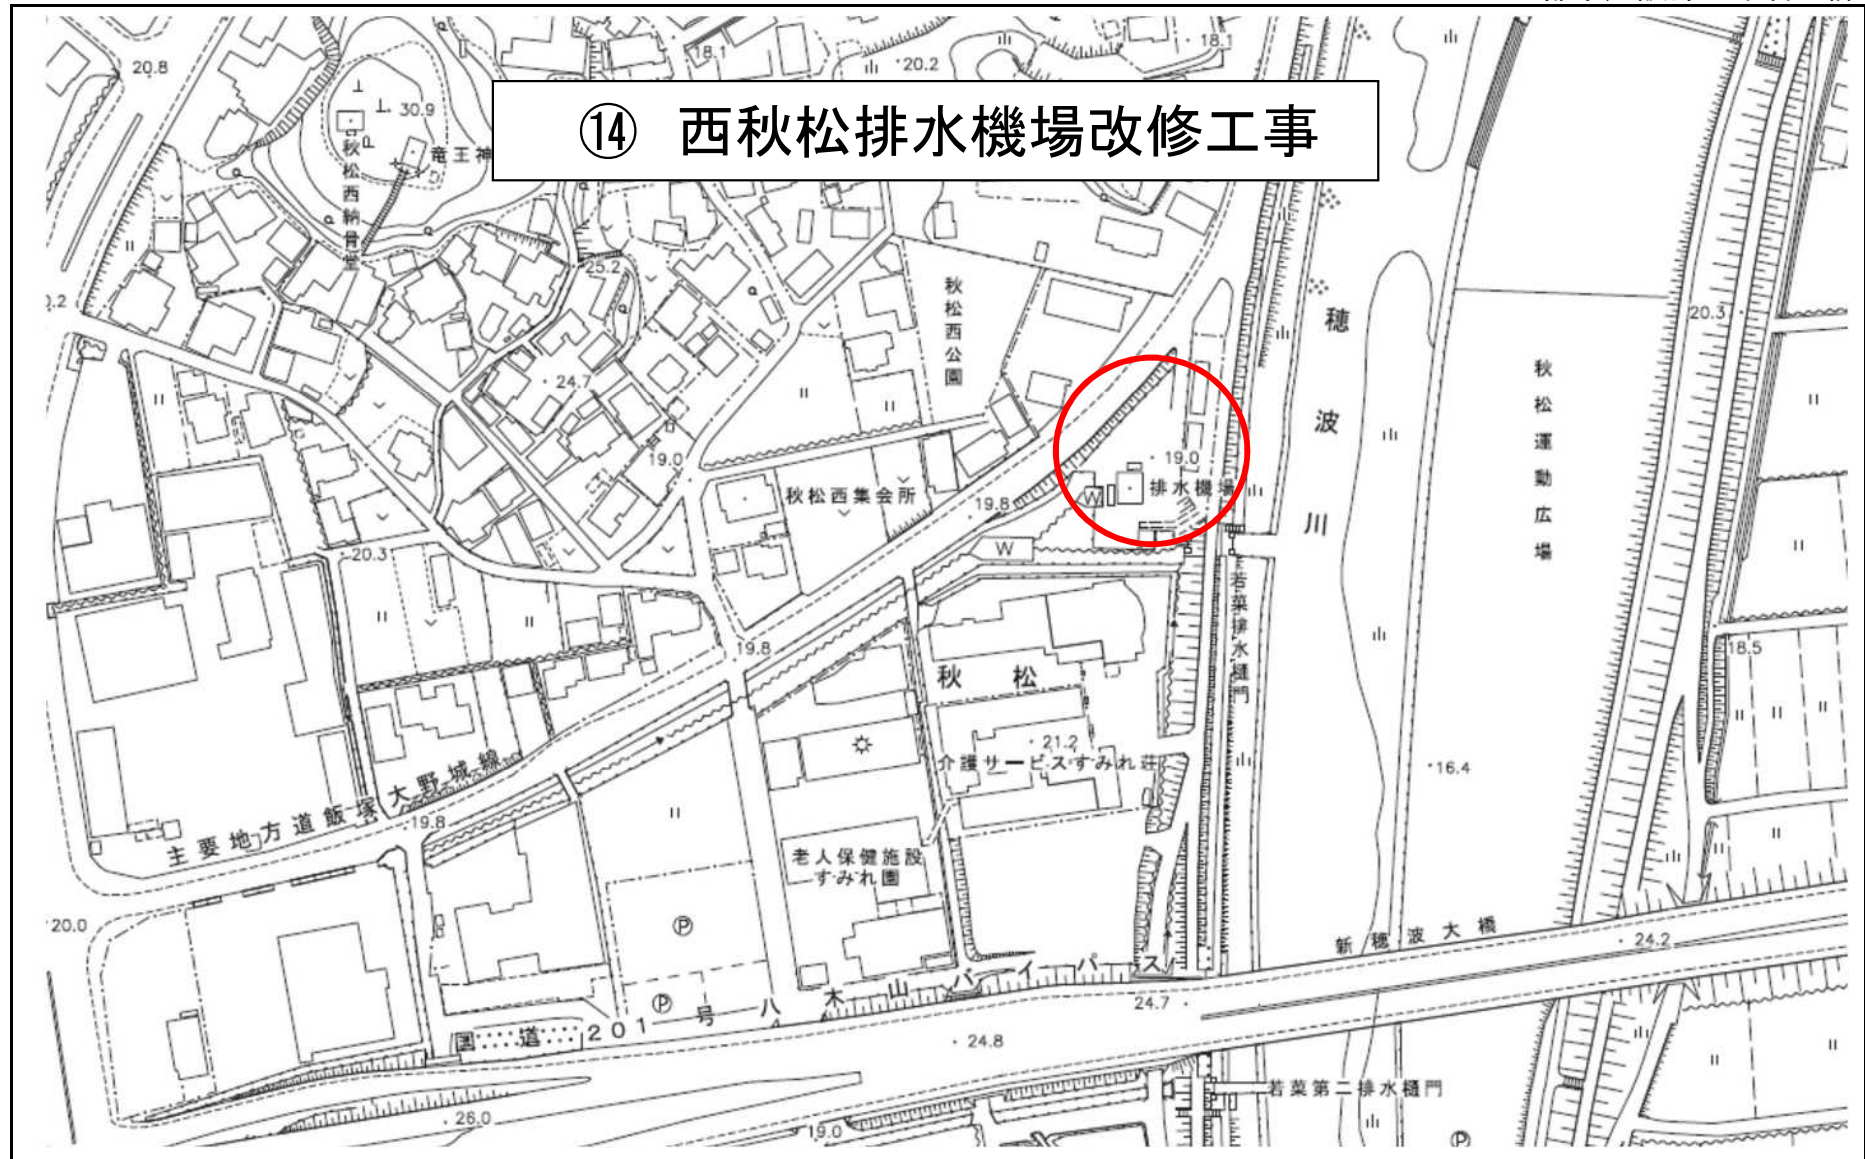 ⑭ 西秋松排水機場改修工事
20.8
18.1
20.2
18.1
30.9
竜王神
秋松西納骨堂
25.2
20.3
秋松西公園
穂波川
秋松運動広場
24.7
19.0
19.0
排水機場
W
秋松西集会所
19.8
W
20.3
若菜排水樋門
19.8
18.5
秋松
21.2
介護サービスすみれ荘
16.4
主要地方道飯塚大野城線
19.8
老人保健施設
すみれ園
20.0
P
新穂波大橋
24.2
P
国道201号八木山バイパス
24.7
24.8
若菜第二排水樋門
26.0
19.0
P